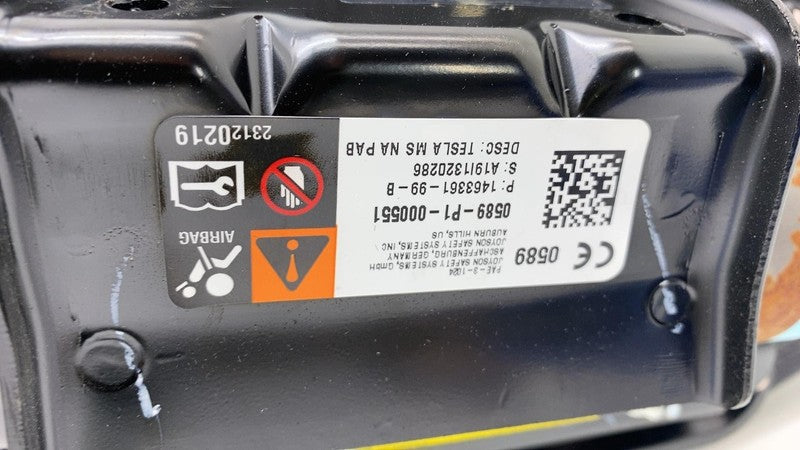 AIRBAG
23120219
CE 0589
PAE-3-1024
JOYSON SAFETY SYSTEMS, GmbH
ASCHAFFENBURG, GERMANY
JOYSON SAFETY SYSTEMS, INC
AUBURN HILLS, US
0589-P1-000551
P: 1463361-99-B
S: A19I1320286
DESC: TESLA MS NA PAB